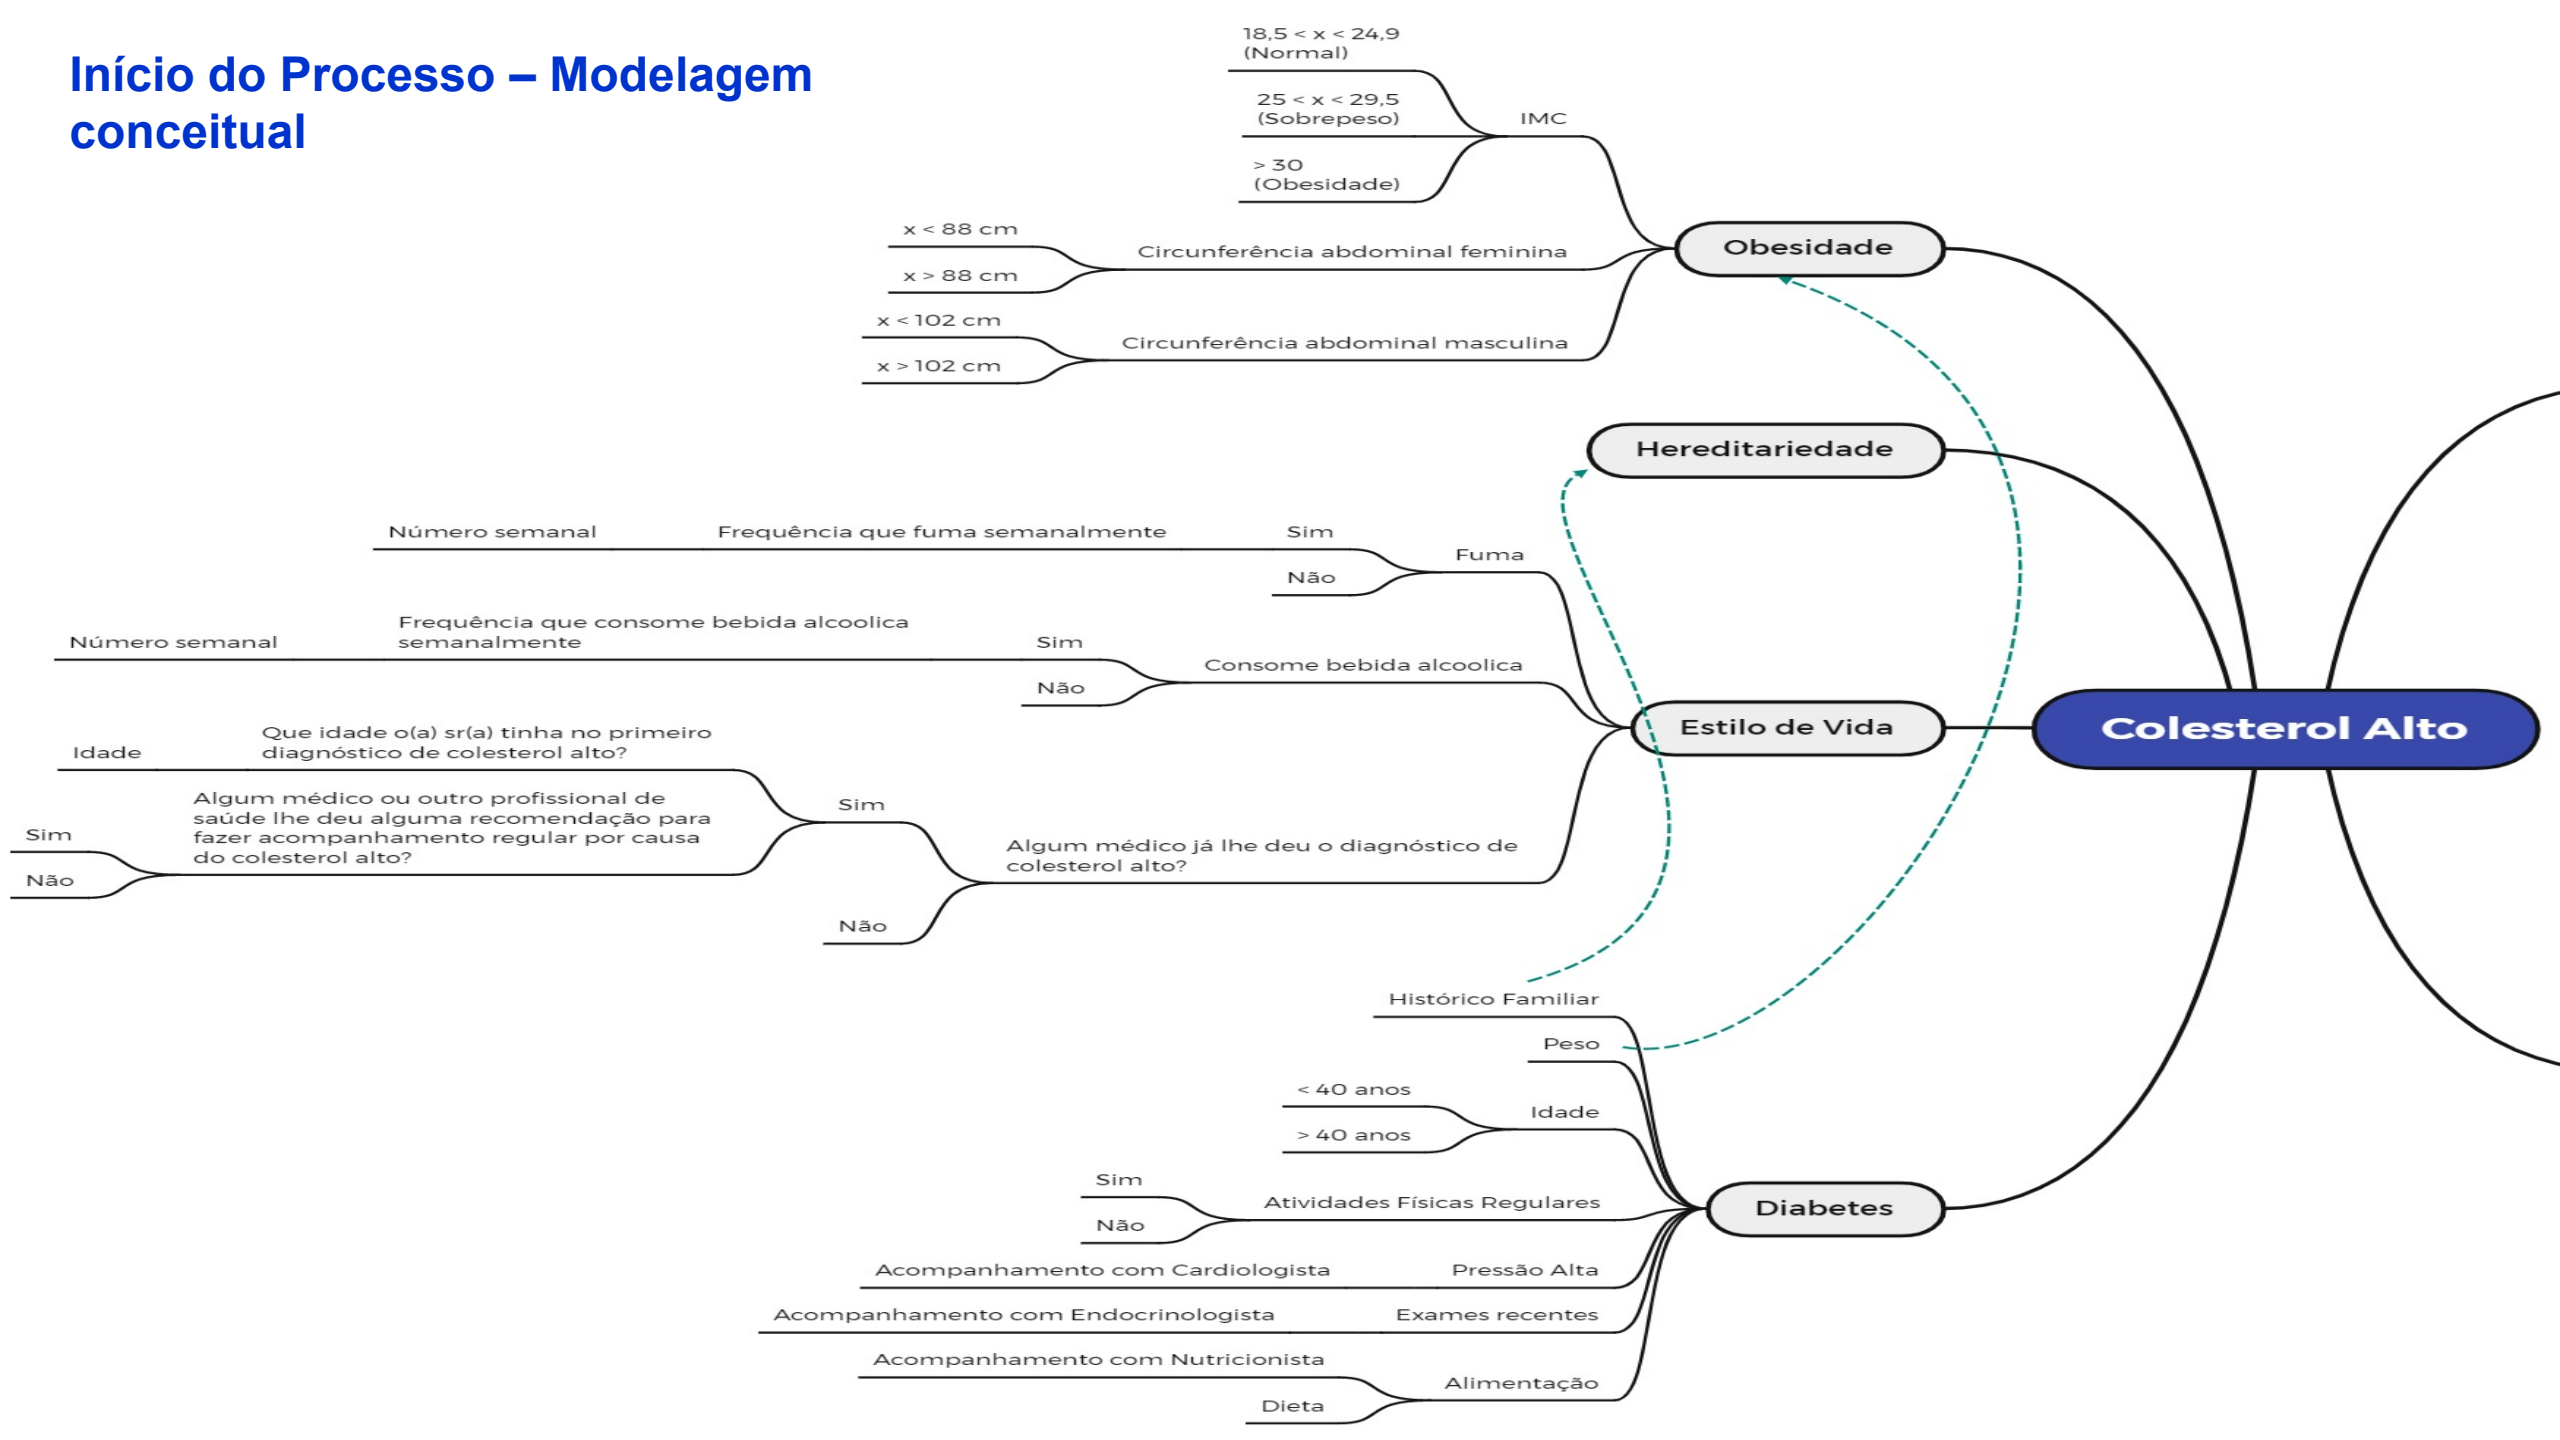 Início do Processo – Modelagem
conceitual
18,5 < x < 24,9
(Normal)
25 < x < 29,5
(Sobrepeso)
> 30
(Obesidade)
IMC
x < 88 cm
x > 88 cm
Circunferência abdominal feminina
x < 102 cm
x > 102 cm
Circunferência abdominal masculina
Obesidade
Hereditariedade
Número semanal
Frequência que fuma semanalmente
Sim
Não
Fuma
Número semanal
Frequência que consome bebida alcoolica
semanalmente
Sim
Não
Consome bebida alcoolica
Idade
Que idade o(a) sr(a) tinha no primeiro
diagnóstico de colesterol alto?
Sim
Não
Algum médico ou outro profissional de
saúde lhe deu alguma recomendação para
fazer acompanhamento regular por causa
do colesterol alto?
Sim
Não
Algum médico já lhe deu o diagnóstico de
colesterol alto?
Estilo de Vida
Colesterol Alto
Histórico Familiar
Peso
< 40 anos
> 40 anos
Idade
Sim
Não
Atividades Físicas Regulares
Acompanhamento com Cardiologista
Pressão Alta
Acompanhamento com Endocrinologista
Exames recentes
Acompanhamento com Nutricionista
Dieta
Alimentação
Diabetes